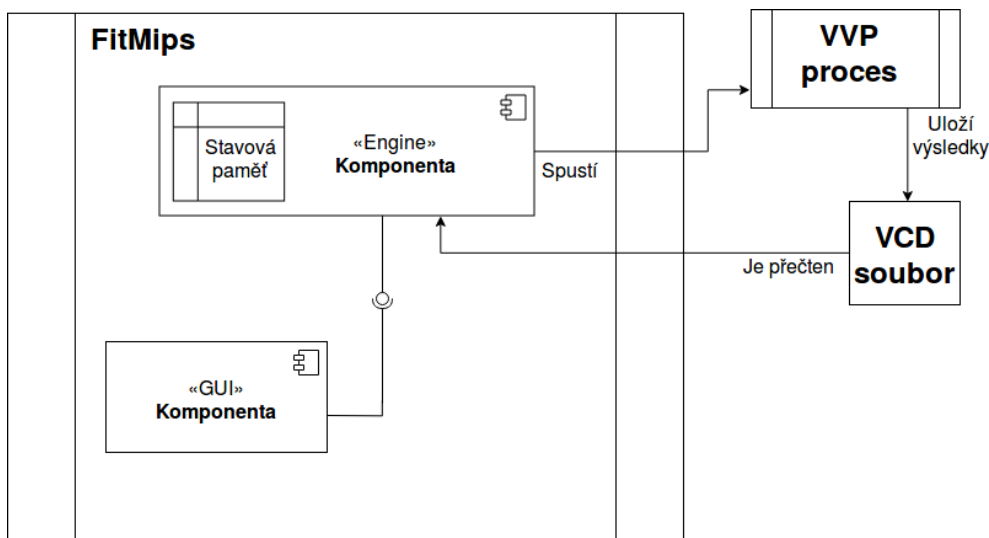 FitMips
VVP
proces
Stavová
paměť
«Engine»
Komponenta
Spustí
Uloží
výsledky
VCD
soubor
Je přečten
«GUI»
Komponenta